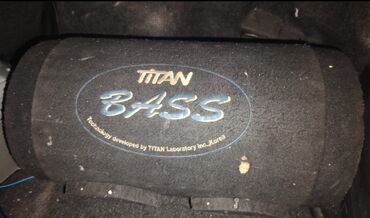 TiTAN
BASS
Technology developed by TITAN Laboratory Inc.,Korea